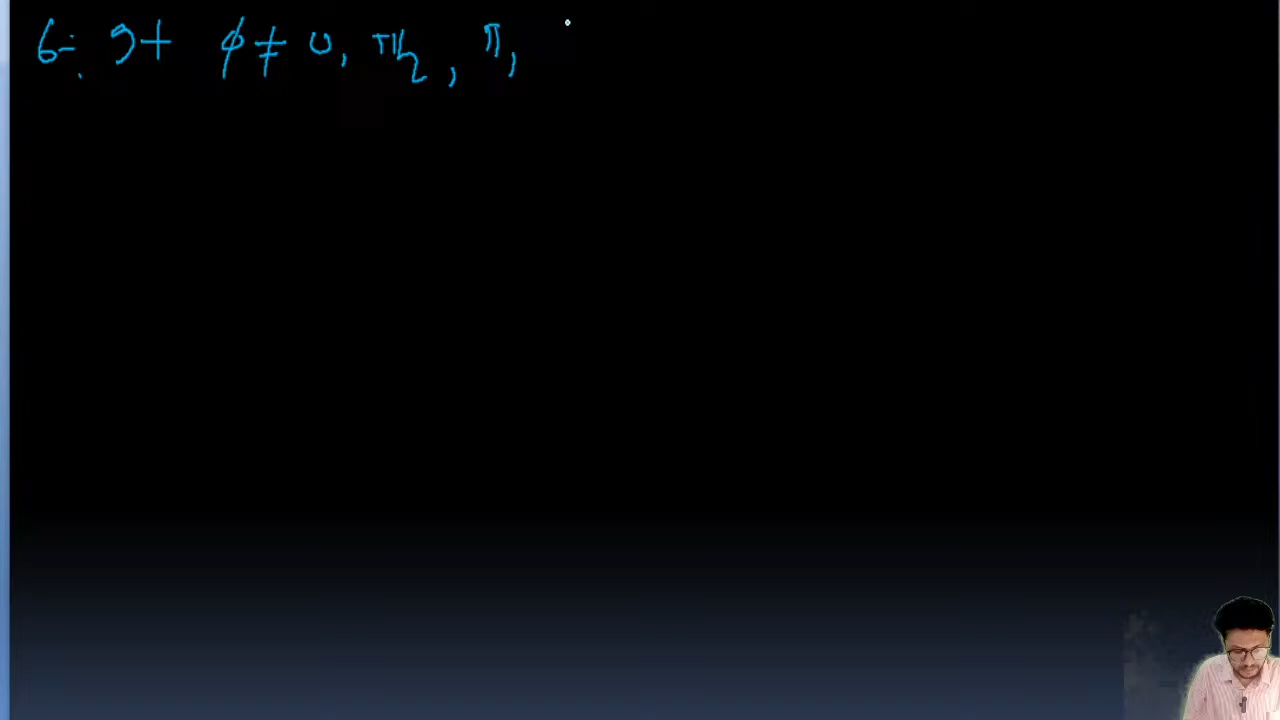 6÷ If ϕ ≠ 0, π/2, π,